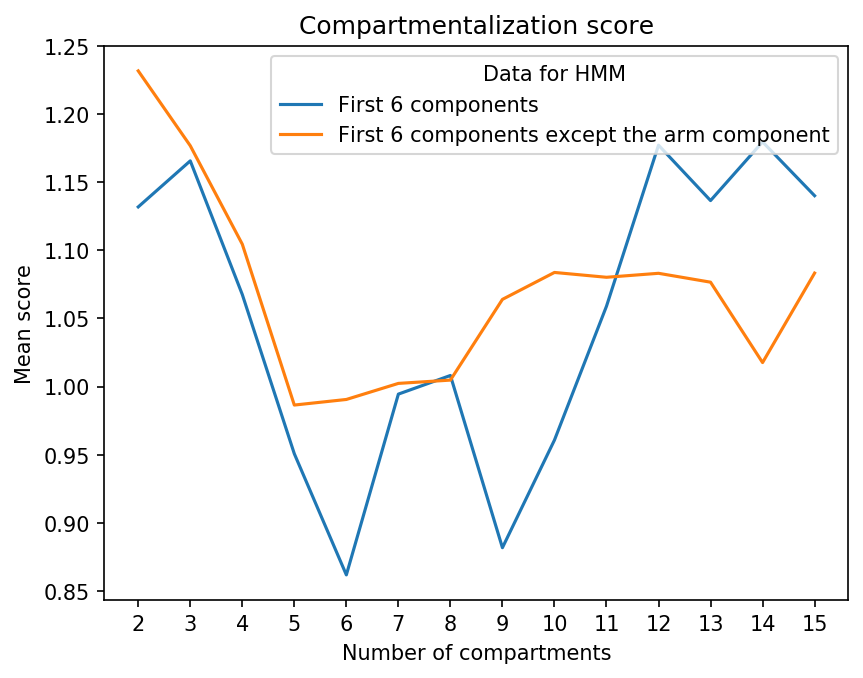 Compartmentalization score
1.25
1.20
1.15
1.10
1.05
1.00
0.95
0.90
0.85
Mean score
Data for HMM
First 6 components
First 6 components except the arm component
2 3 4 5 6 7 8 9 10 11 12 13 14 15
Number of compartments